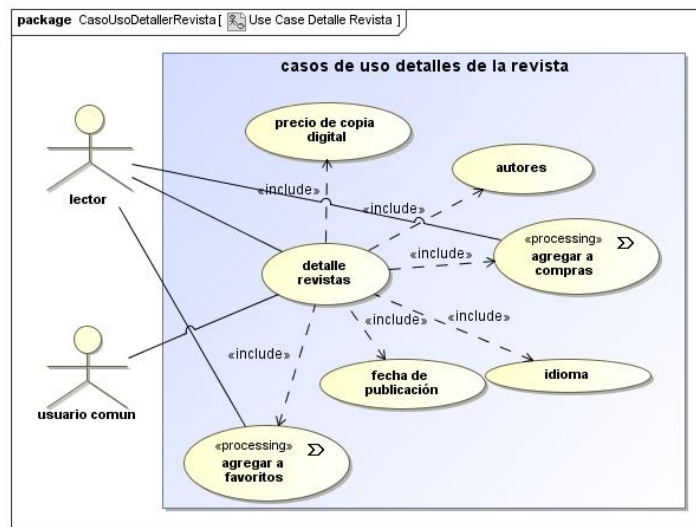 package CasoUsoDetallerRevista [ Use Case Detalle Revista ]
casos de uso detalles de la revista
precio de copia
digital
autores
lector
«include»
«include»
«processing»
agregar a
compras
«include»
detalle
revistas
«include»
«include»
«include»
usuario comun
fecha de
publicación
idioma
«processing»
agregar a
favoritos